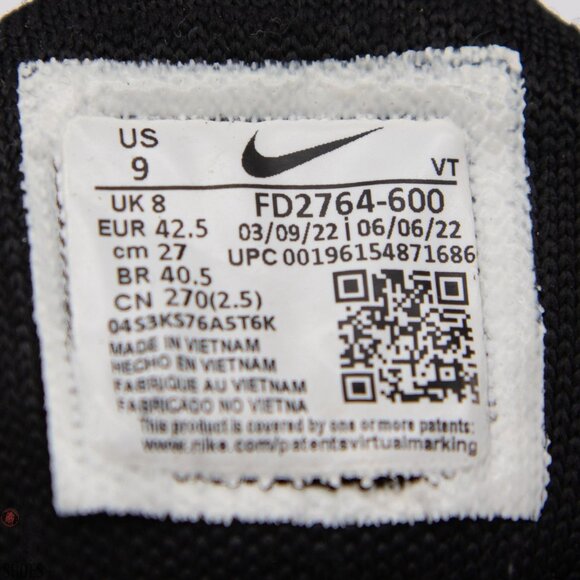 US
9
VT
UK 8
FD2764-600
EUR 42.5
03/09/22 | 06/06/22
cm 27
UPC 00196154871686
BR 40.5
CN 270(2.5)
04S3KS76AST6K
MADE IN VIETNAM
HECHO EN VIETNAM
FABRIQUE AU VIETNAM
FABRICADO NO VIETNA
This product is covered by one or more patents:
www.nike.com/patentsvirtualmarking